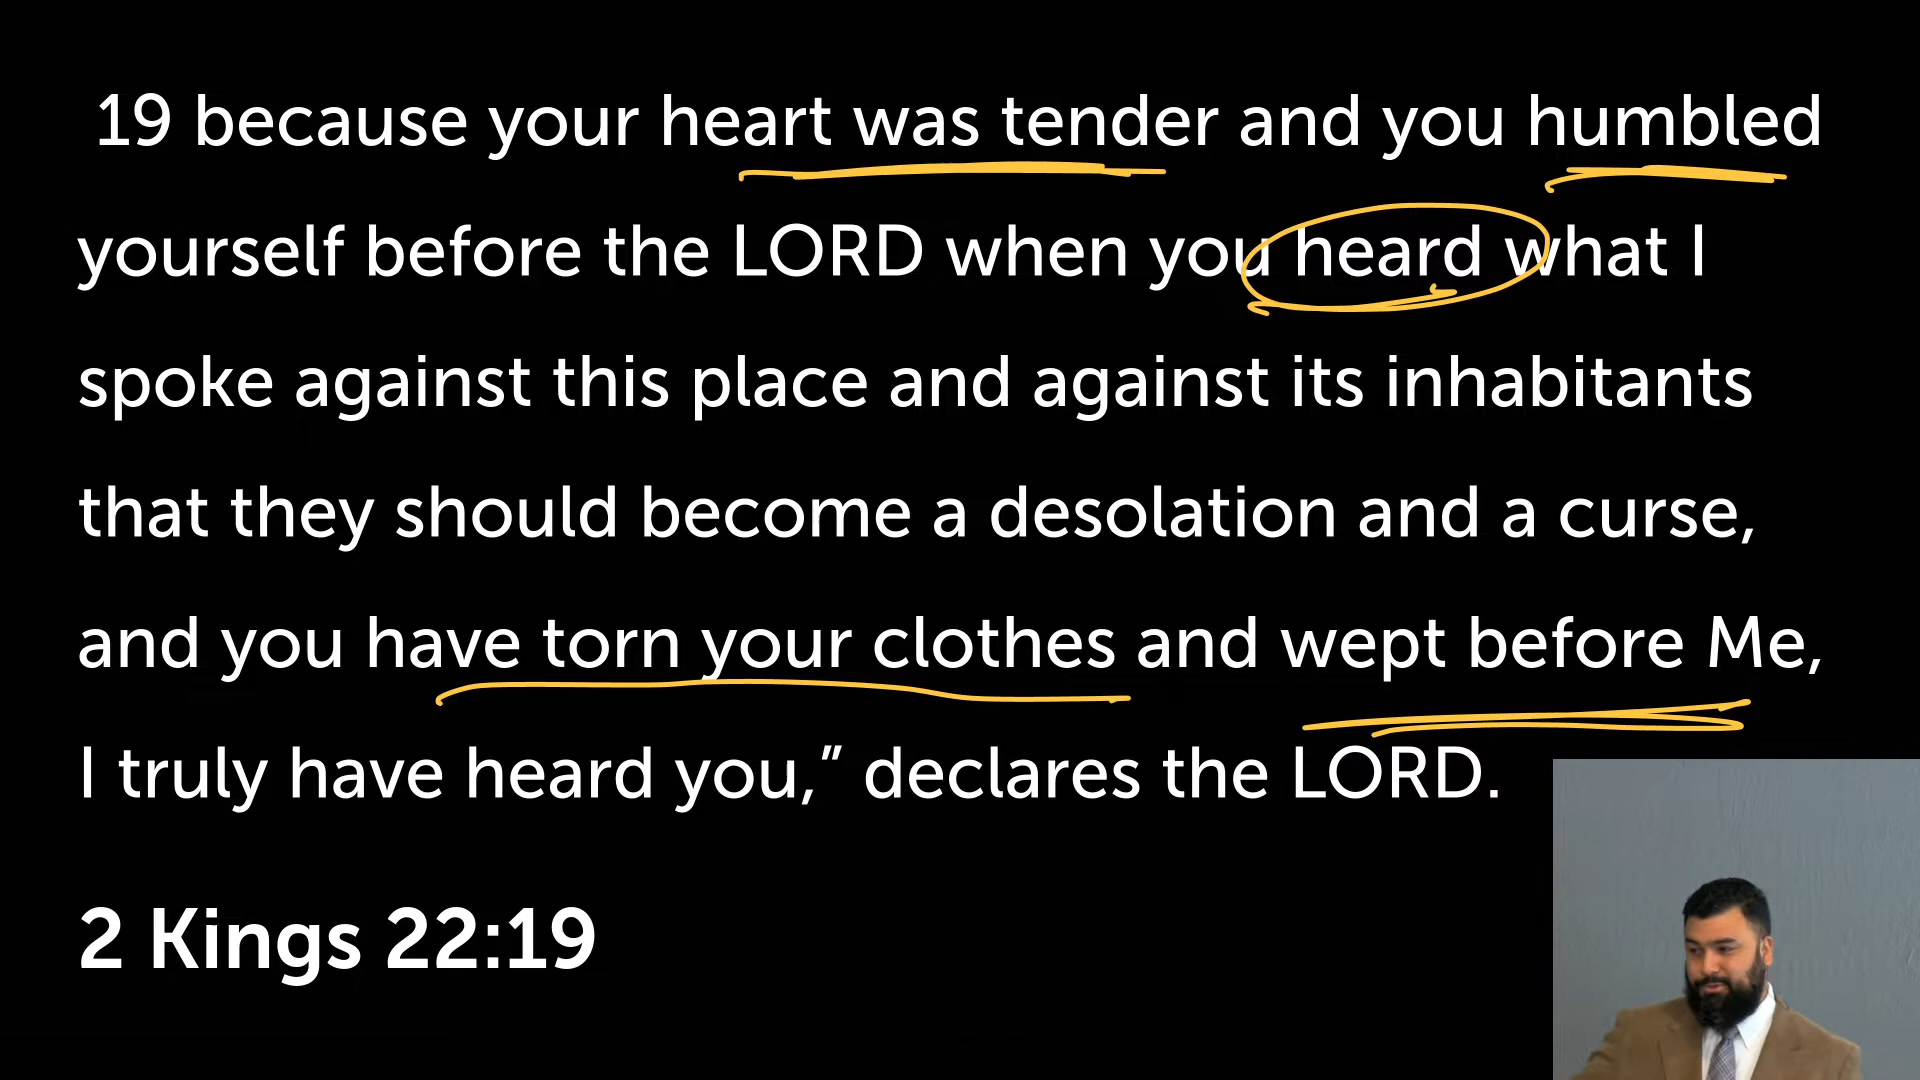 19 because your heart was tender and you humbled
yourself before the LORD when you heard what I
spoke against this place and against its inhabitants
that they should become a desolation and a curse,
and you have torn your clothes and wept before Me,
I truly have heard you,” declares the LORD.
2 Kings 22:19